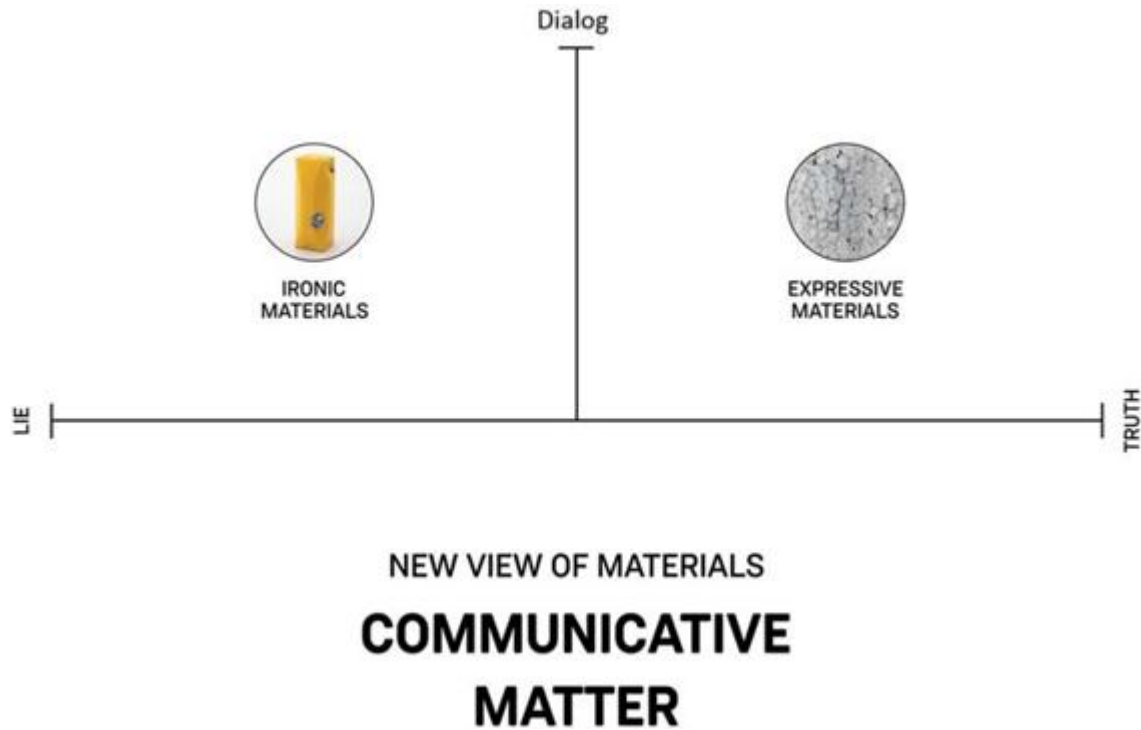 Dialog
IRONIC
MATERIALS
EXPRESSIVE
MATERIALS
LIE
TRUTH
NEW VIEW OF MATERIALS
COMMUNICATIVE
MATTER